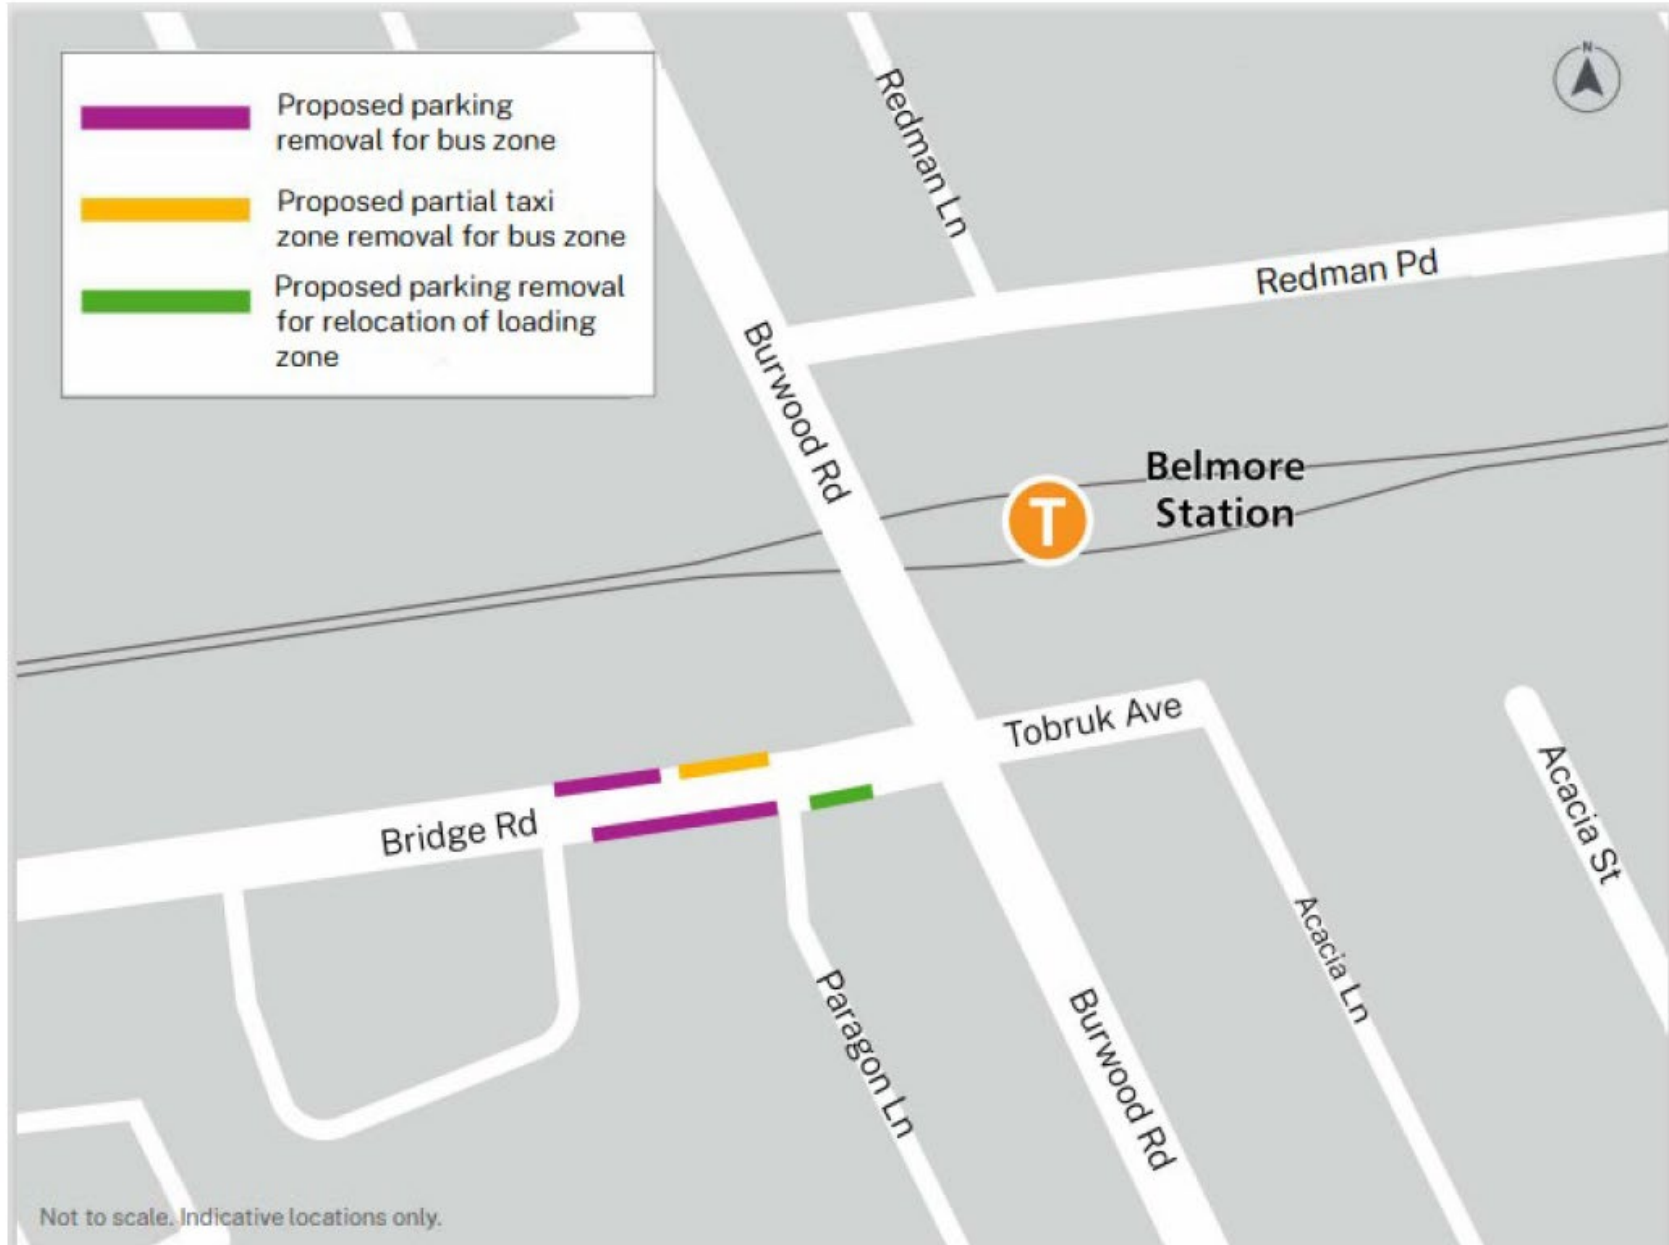 Proposed parking
removal for bus zone
Proposed partial taxi
zone removal for bus zone
Proposed parking removal
for relocation of loading
zone
N
Redman Ln
Redman Pd
Burwood Rd
Belmore
Station
T
Tobruk Ave
Bridge Rd
Acacia St
Acacia Ln
Paragon Ln
Burwood Rd
Not to scale. Indicative locations only.